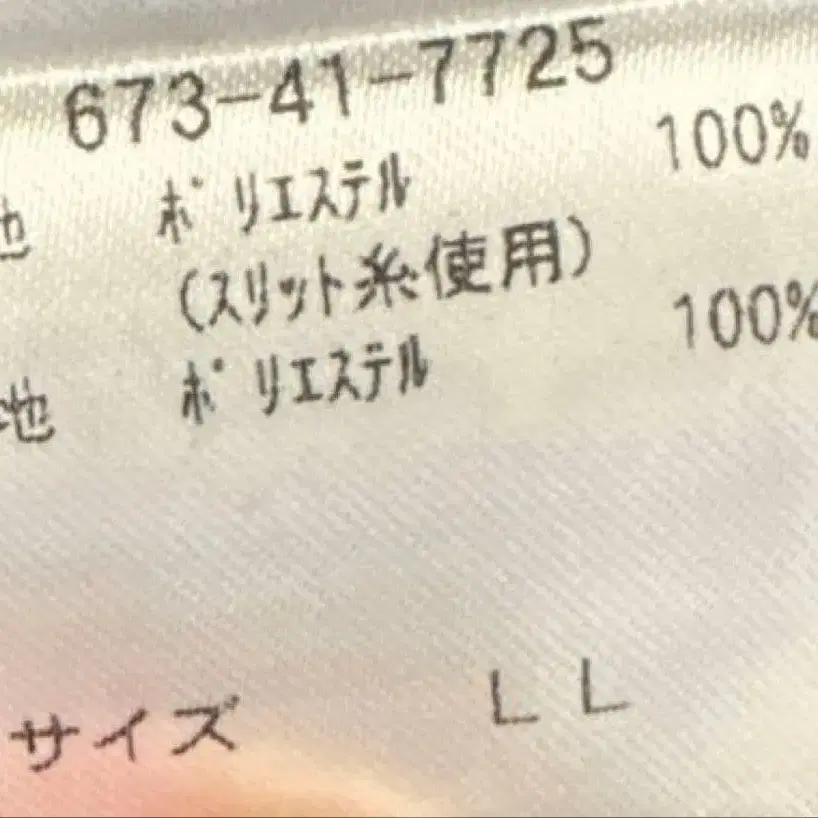 673-41-7725
地 ポリエステル 100%
(スリット糸使用)
地 ポリエステル 100%
サイズ LL